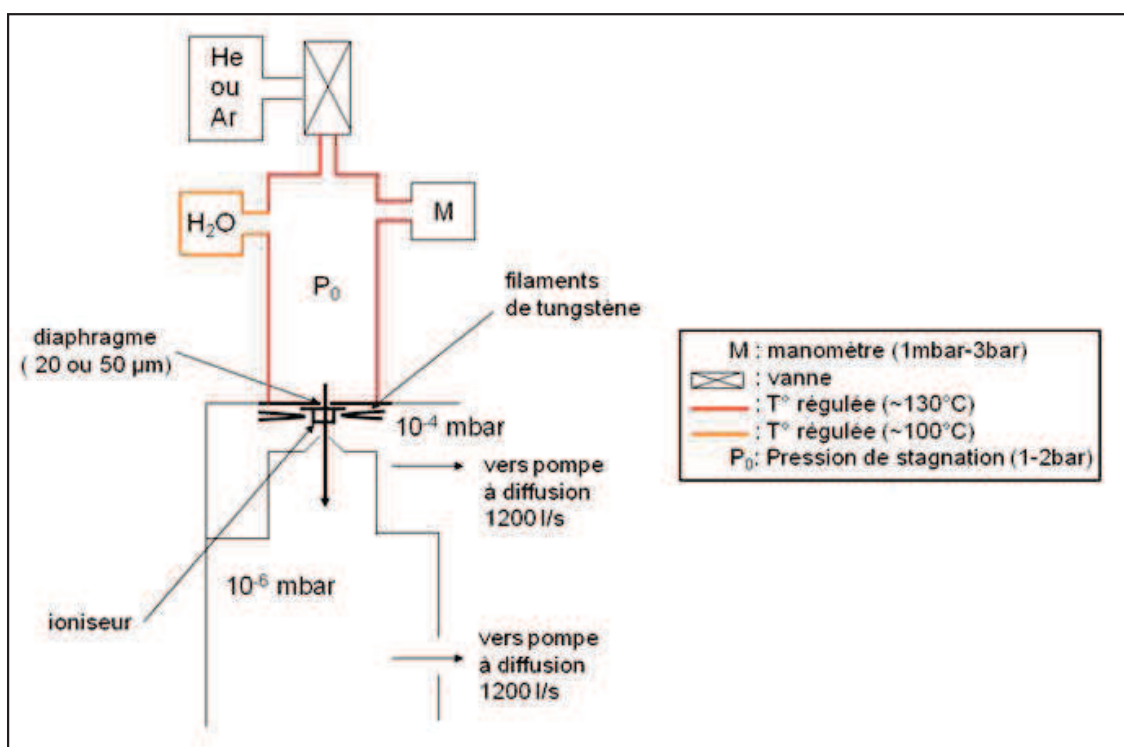 He
ou
Ar
H₂O
M
P₀
filaments
de tungstène
diaphragme
( 20 ou 50 µm)
10⁻⁴ mbar
vers pompe
à diffusion
1200 l/s
10⁻⁶ mbar
ioniseur
vers pompe
à diffusion
1200 l/s
M : manomètre (1mbar-3bar)
: vanne
: T° régulée (~130°C)
: T° régulée (~100°C)
P₀: Pression de stagnation (1-2bar)